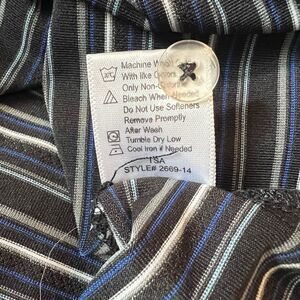 Machine Wash
With like Colors
Only Non-Chlorine
Bleach When Needed
Do Not Use Softeners
Remove Promptly
After Wash
Tumble Dry Low
Cool Iron if Needed
TSA
STYLE# 2669-14